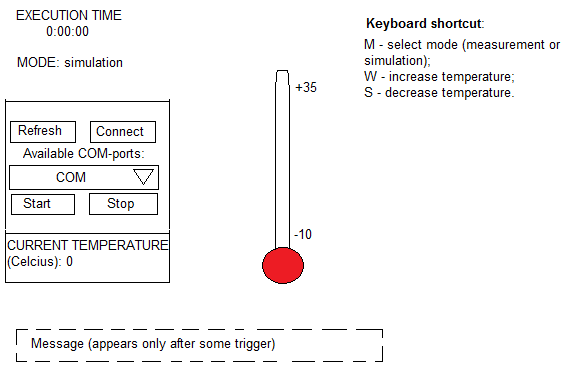 EXECUTION TIME
0:00:00
MODE: simulation
Refresh
Connect
Available COM-ports:
COM
Start
Stop
CURRENT TEMPERATURE
(Celcius): 0
+35
-10
Keyboard shortcut:
M - select mode (measurement or
simulation);
W - increase temperature;
S - decrease temperature.
Message (appears only after some trigger)